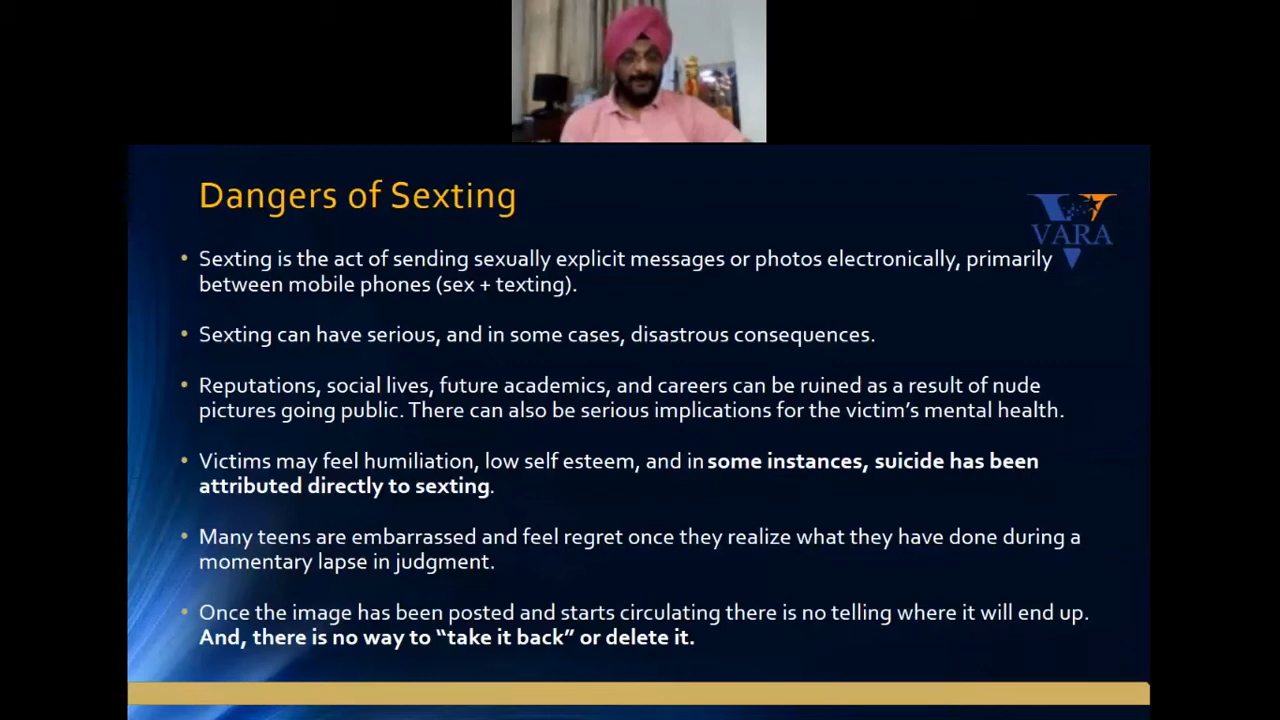 Dangers of Sexting
VARA
• Sexting is the act of sending sexually explicit messages or photos electronically, primarily
between mobile phones (sex + texting).
• Sexting can have serious, and in some cases, disastrous consequences.
• Reputations, social lives, future academics, and careers can be ruined as a result of nude
pictures going public. There can also be serious implications for the victim's mental health.
• Victims may feel humiliation, low self esteem, and in some instances, suicide has been
attributed directly to sexting.
• Many teens are embarrassed and feel regret once they realize what they have done during a
momentary lapse in judgment.
• Once the image has been posted and starts circulating there is no telling where it will end up.
And, there is no way to “take it back” or delete it.